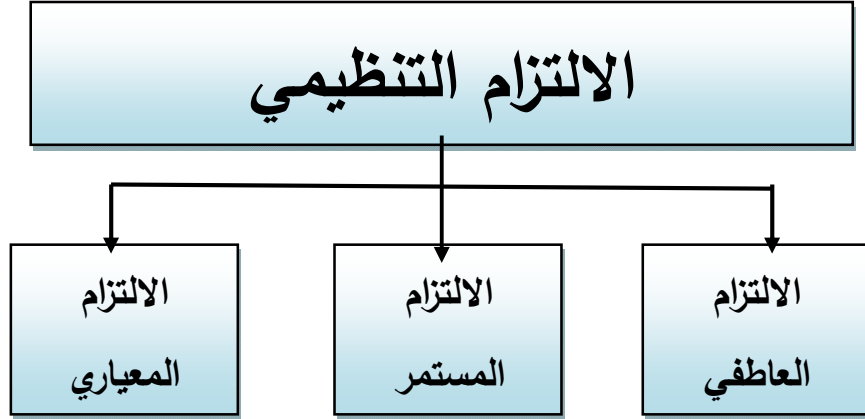 الالتزام التنظيمي
الالتزام
العاطفي
الالتزام
المستمر
الالتزام
المعياري